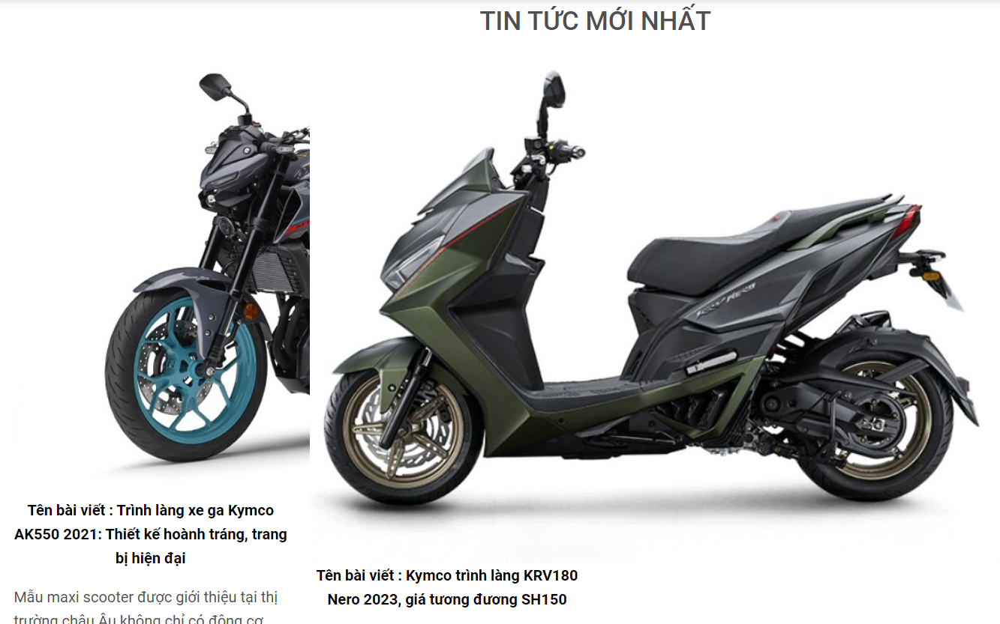 TIN TỨC MỚI NHẤT
Tên bài viết : Trình làng xe ga Kymco
AK550 2021: Thiết kế hoành tráng, trang
bị hiện đại
Mẫu maxi scooter được giới thiệu tại thị
trường châu Âu không chỉ có động cơ
KRV NERO
Tên bài viết : Kymco trình làng KRV180
Nero 2023, giá tương đương SH150